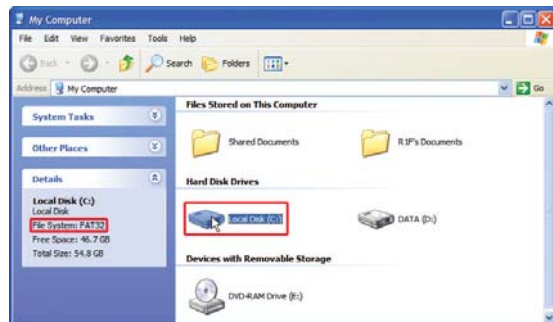 My Computer
File Edit View Favorites Tools Help
Back Search Folders
Address My Computer Go
System Tasks
Other Places
Details
Local Disk (C:)
Local Disk
File System: FAT32
Free Space: 46.7 GB
Total Size: 54.8 GB
Files Stored on This Computer
Shared Documents R.IF's Documents
Hard Disk Drives
Local Disk (C:) DATA (D:)
Devices with Removable Storage
DVD-RAM Drive (E:)